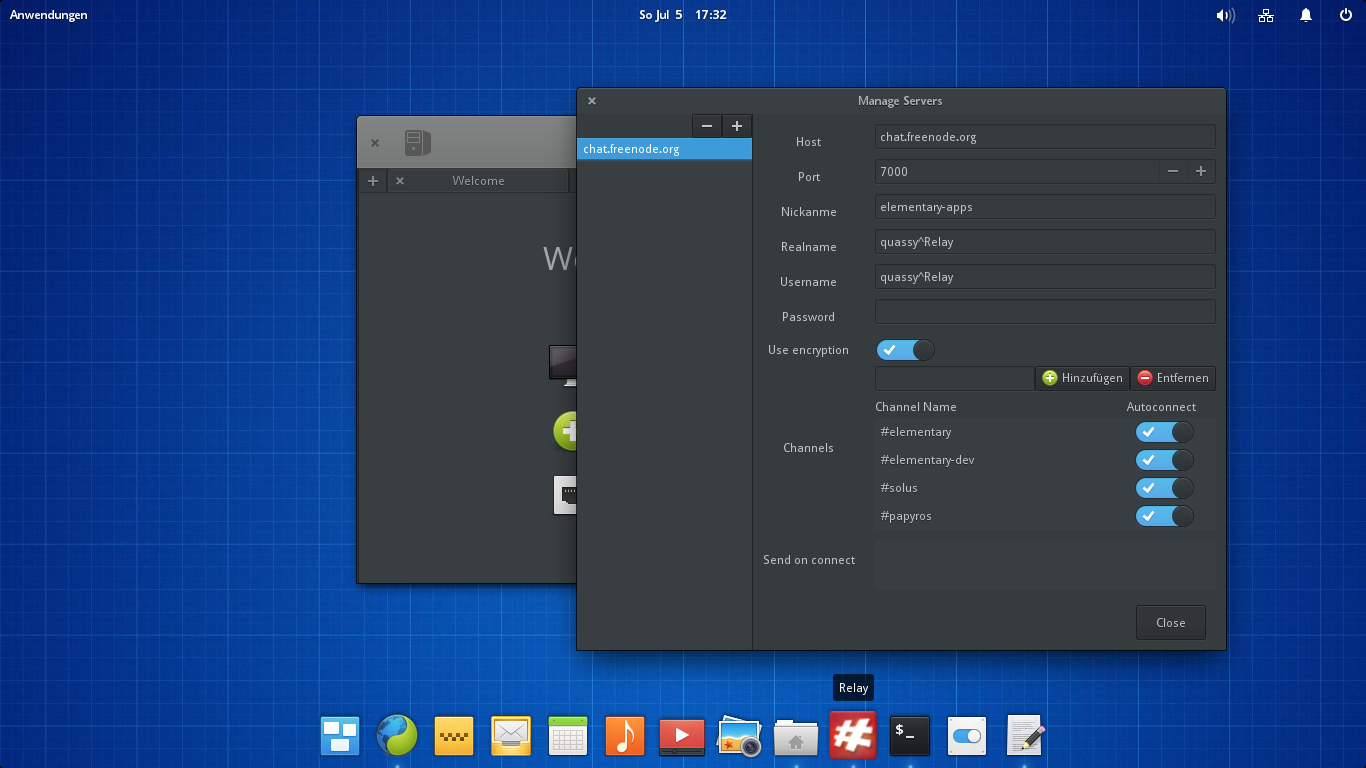 Anwendungen
So Jul 5 17:32
Manage Servers
chat.freenode.org
Welcome
Host
chat.freenode.org
Port
7000
Nickanme
elementary-apps
Realname
quassy^Relay
Username
quassy^Relay
Password
Use encryption
Hinzufügen
Entfernen
Channel Name
Autoconnect
Channels
#elementary
#elementary-dev
#solus
#papyros
Send on connect
Close
Relay
$_